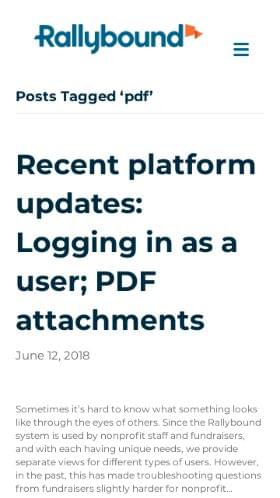 Rallybound
Posts Tagged ‘pdf’
Recent platform
updates:
Logging in as a
user; PDF
attachments
June 12, 2018
Sometimes it’s hard to know what something looks
like through the eyes of others. Since the Rallybound
system is used by nonprofit staff and fundraisers,
and with each having unique needs, we provide
separate views for different types of users. However,
in the past, this has made troubleshooting questions
from fundraisers slightly harder for nonprofit...